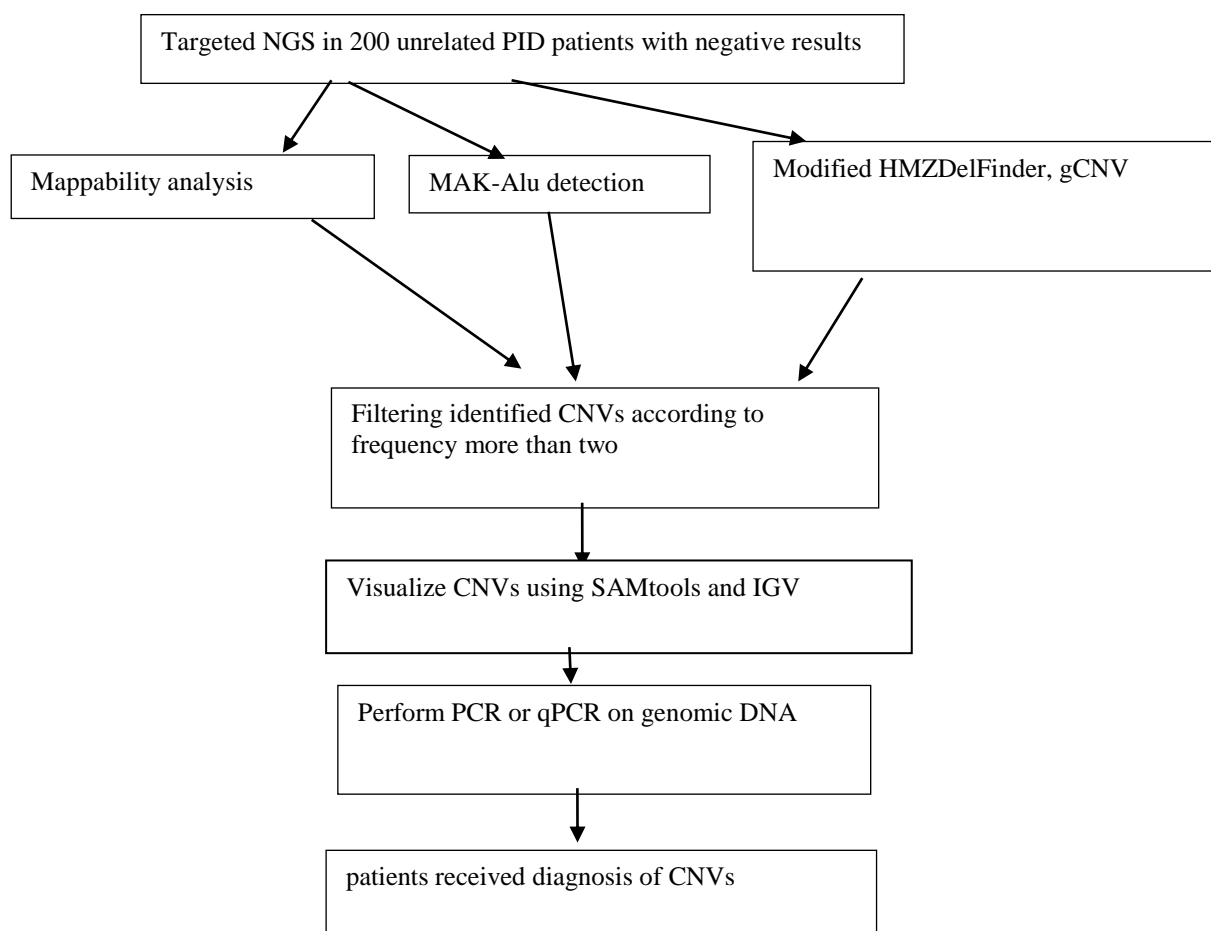 Targeted NGS in 200 unrelated PID patients with negative results
Mappability analysis
MAK-Alu detection
Modified HMZDelFinder, gCNV
Filtering identified CNVs according to
frequency more than two
Visualize CNVs using SAMtools and IGV
Perform PCR or qPCR on genomic DNA
patients received diagnosis of CNVs